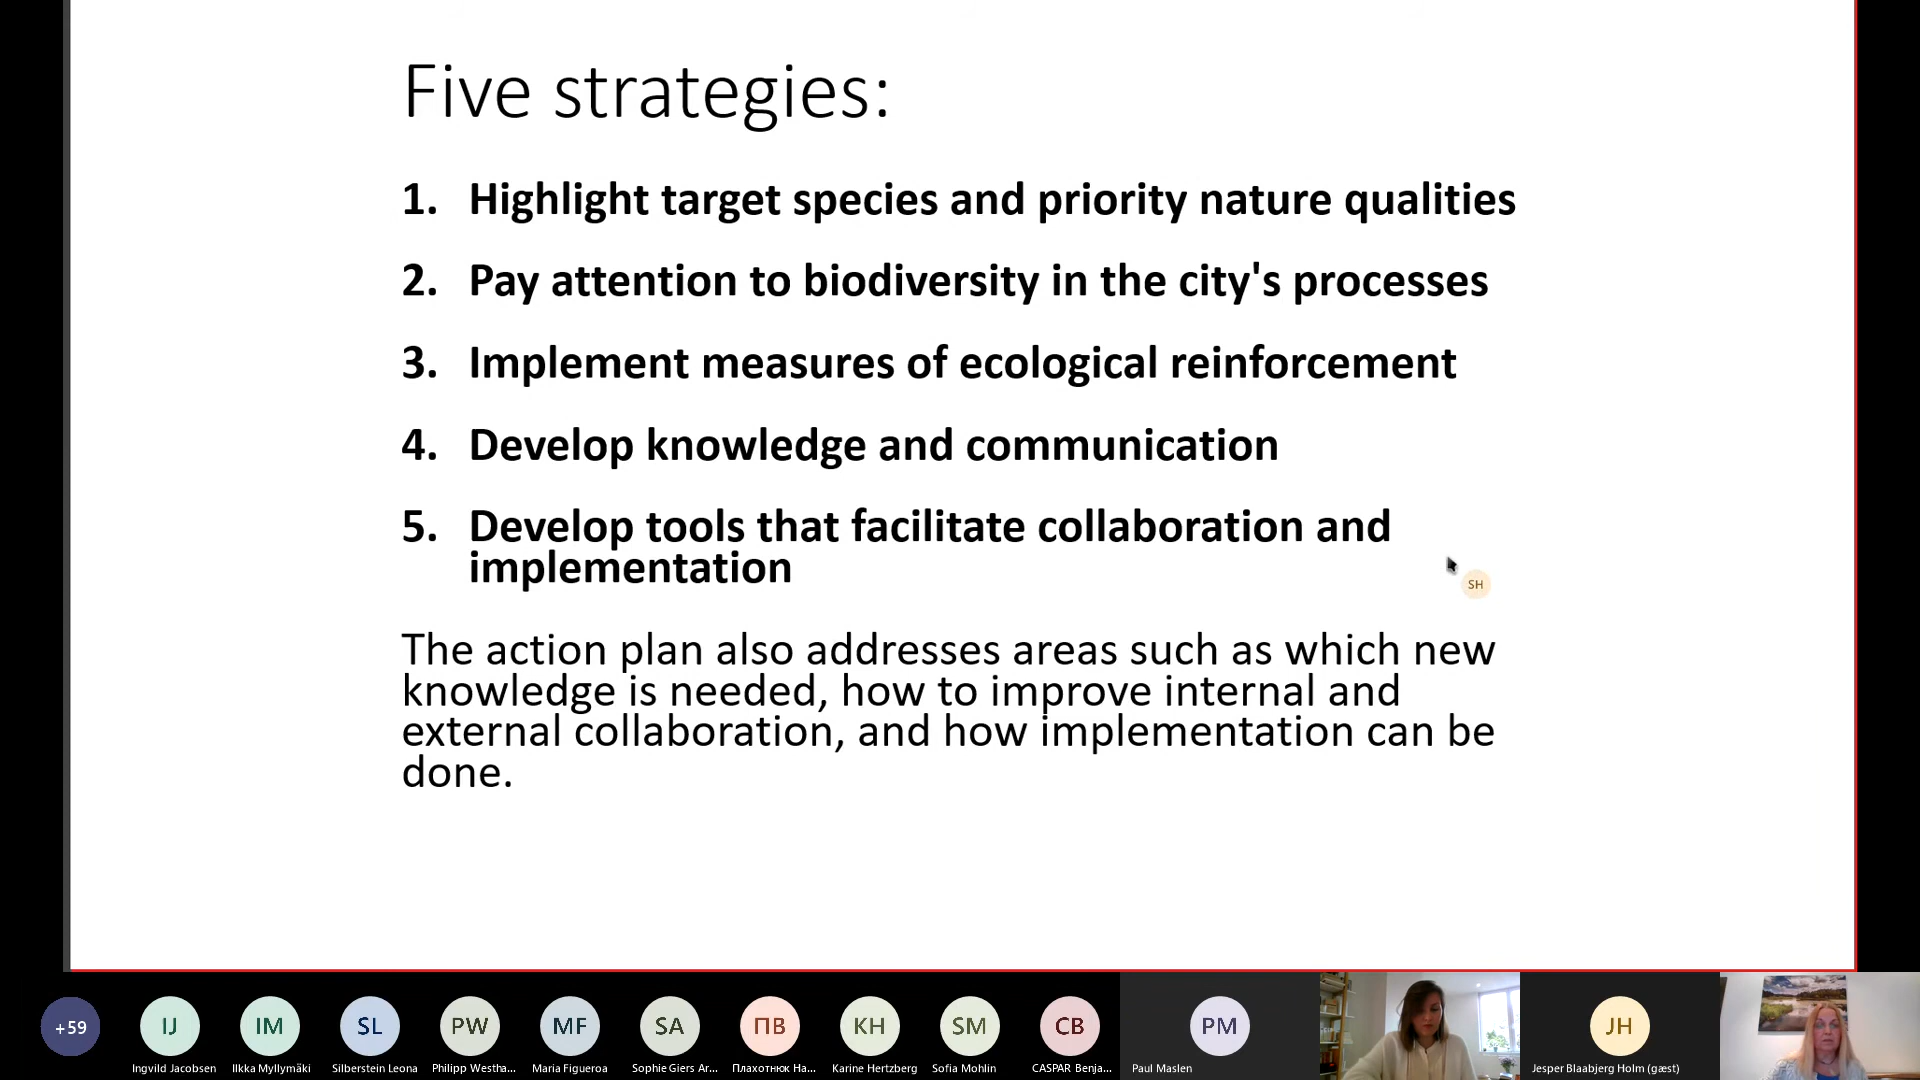 Five strategies:
1. Highlight target species and priority nature qualities
2. Pay attention to biodiversity in the city's processes
3. Implement measures of ecological reinforcement
4. Develop knowledge and communication
5. Develop tools that facilitate collaboration and
implementation
SH
The action plan also addresses areas such as which new
knowledge is needed, how to improve internal and
external collaboration, and how implementation can be
done.
+59
IJ
IM
SL
PW
MF
SA
ПВ
KH
SM
CB
PM
JH
Ingvild Jacobsen
Ilkka Myllymäki
Silberstein Leona
Philipp Westha...
Maria Figueroa
Sophie Giers Ar...
Плахотнюк На...
Karine Hertzberg
Sofia Mohlin
CASPAR Benja...
Paul Maslen
Jesper Blaabjerg Holm (gæst)